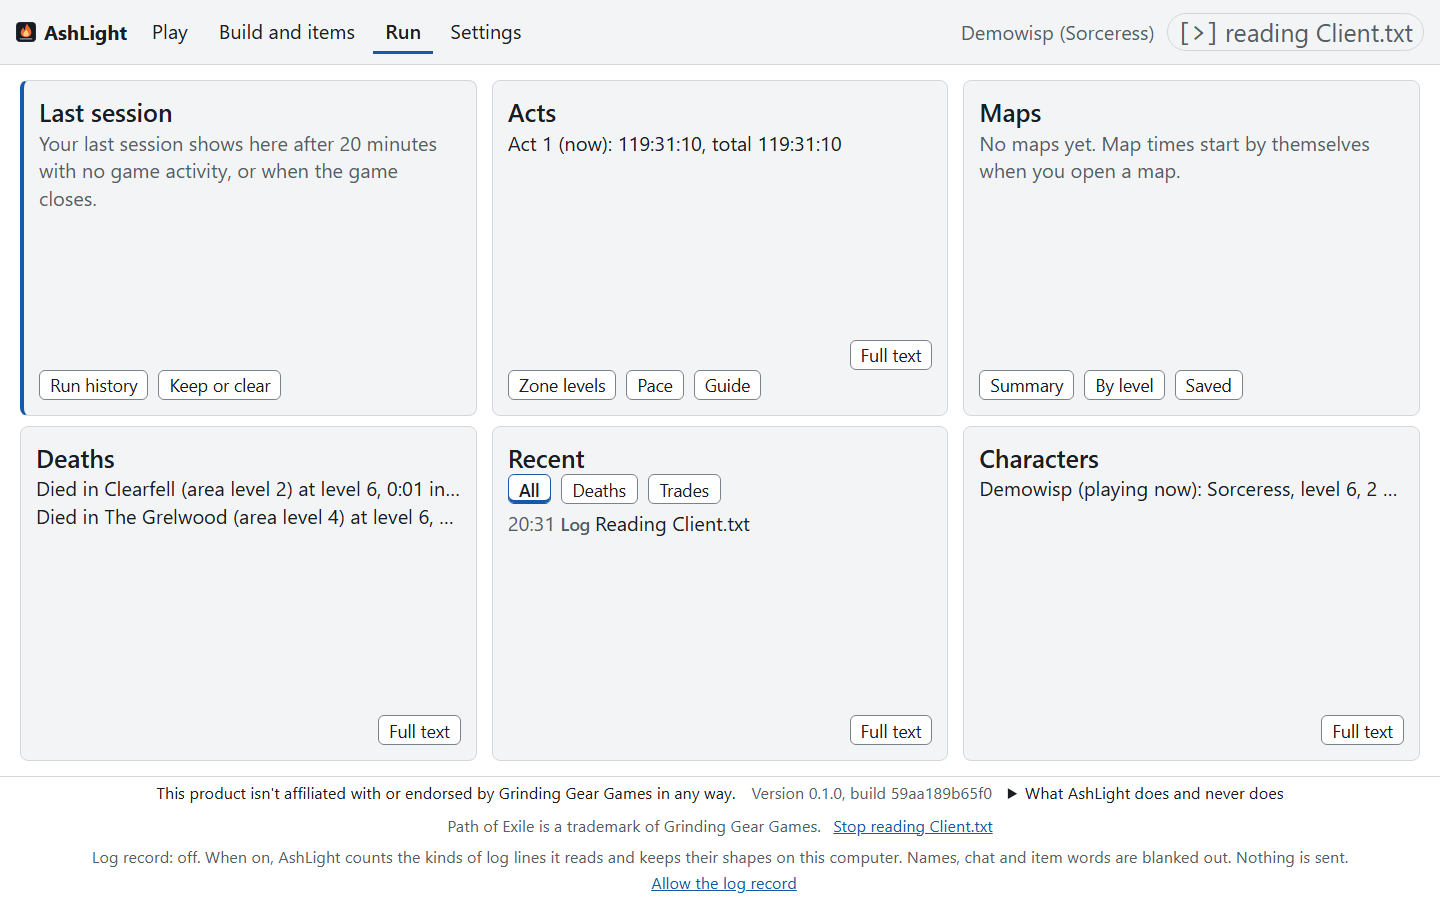 AshLight Play Build and items Run Settings Demowisp (Sorceress) [>] reading Client.txt
Last session
Your last session shows here after 20 minutes
with no game activity, or when the game
closes.
Run history Keep or clear
Acts
Act 1 (now): 119:31:10, total 119:31:10
Full text
Zone levels Pace Guide
Maps
No maps yet. Map times start by themselves
when you open a map.
Summary By level Saved
Deaths
Died in Clearfell (area level 2) at level 6, 0:01 in...
Died in The Grelwood (area level 4) at level 6, ...
Full text
Recent
All Deaths Trades
20:31 Log Reading Client.txt
Full text
Characters
Demowisp (playing now): Sorceress, level 6, 2 ...
Full text
This product isn't affiliated with or endorsed by Grinding Gear Games in any way. Version 0.1.0, build 59aa189b65f0 ▶ What AshLight does and never does
Path of Exile is a trademark of Grinding Gear Games. Stop reading Client.txt
Log record: off. When on, AshLight counts the kinds of log lines it reads and keeps their shapes on this computer. Names, chat and item words are blanked out. Nothing is sent.
Allow the log record